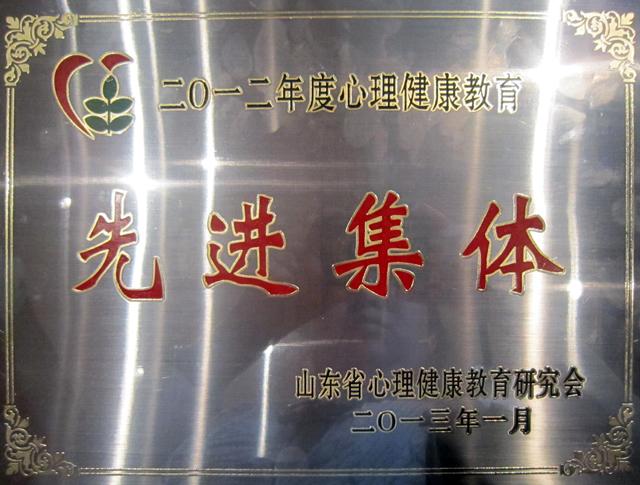 二〇一二年度心理健康教育
先进集体
山东省心理健康教育研究会
二〇一三年一月